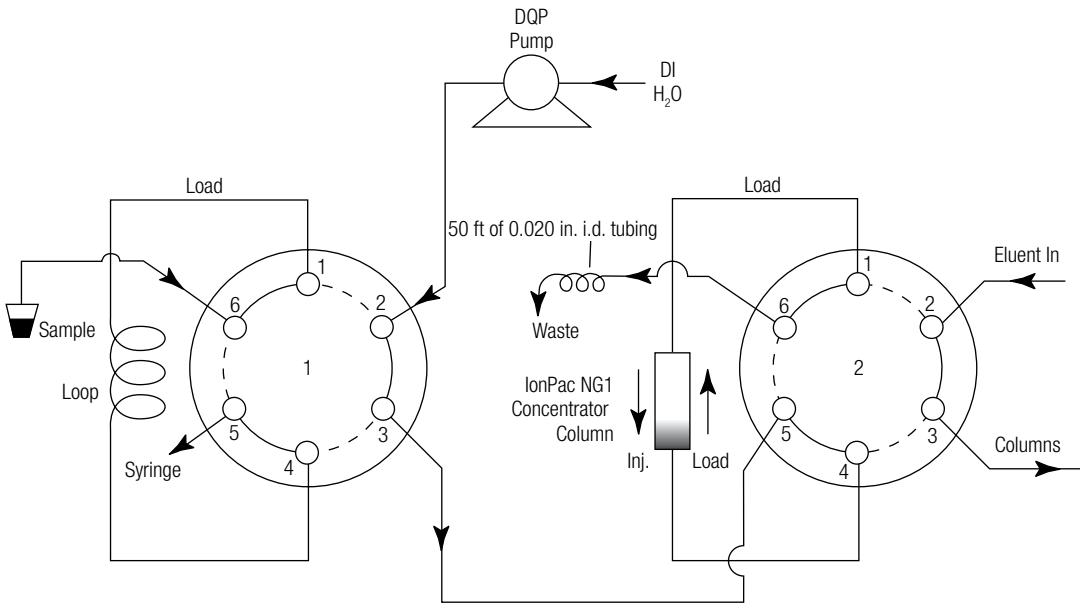 DQP
Pump
DI
H₂O
Load
Load
50 ft of 0.020 in. i.d. tubing
Eluent In
1
2
3
4
5
6
1
Sample
Loop
Syringe
Waste
1
2
3
4
5
6
2
IonPac NG1
Concentrator
Column
Inj.
Load
Columns